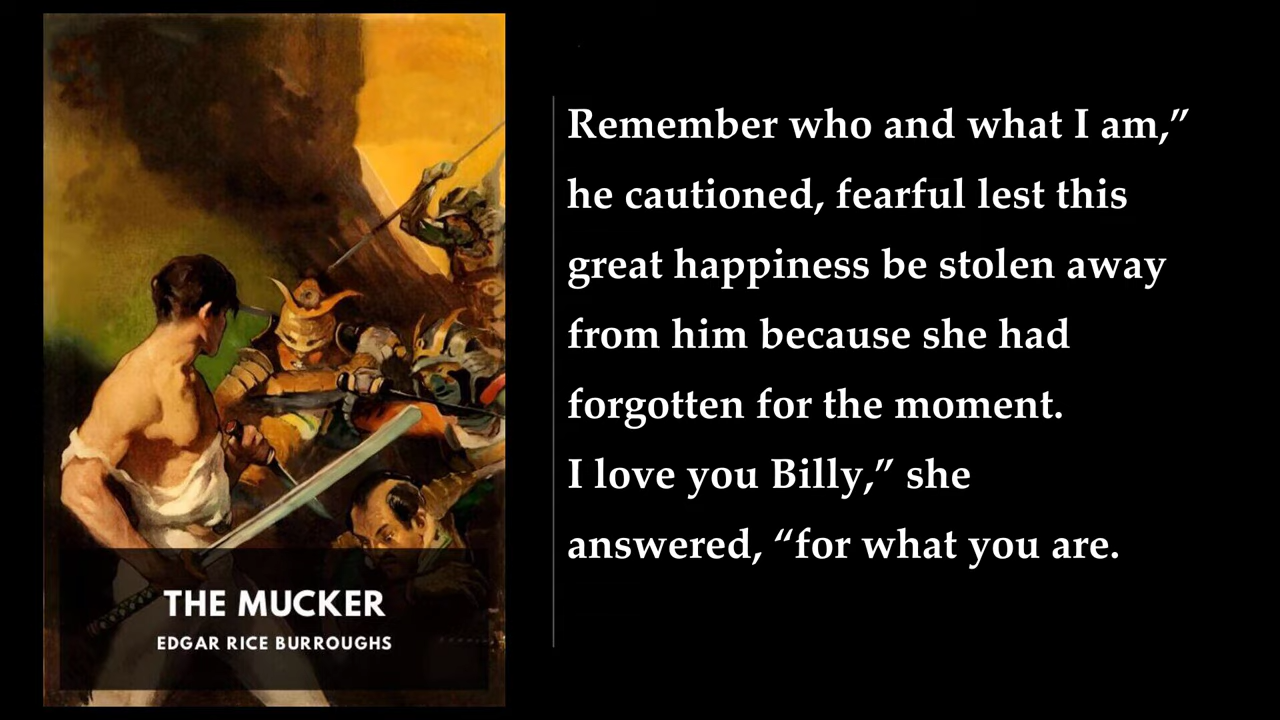 Remember who and what I am,”
he cautioned, fearful lest this
great happiness be stolen away
from him because she had
forgotten for the moment.
I love you Billy,” she
answered, “for what you are.
THE MUCKER
EDGAR RICE BURROUGHS